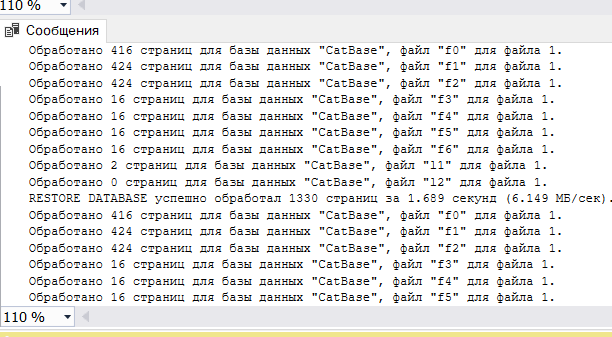 110 %
Сообщения
Обработано 416 страниц для базы данных "CatBase", файл "f0" для файла 1.
Обработано 424 страниц для базы данных "CatBase", файл "f1" для файла 1.
Обработано 424 страниц для базы данных "CatBase", файл "f2" для файла 1.
Обработано 16 страниц для базы данных "CatBase", файл "f3" для файла 1.
Обработано 16 страниц для базы данных "CatBase", файл "f4" для файла 1.
Обработано 16 страниц для базы данных "CatBase", файл "f5" для файла 1.
Обработано 16 страниц для базы данных "CatBase", файл "f6" для файла 1.
Обработано 2 страниц для базы данных "CatBase", файл "l1" для файла 1.
Обработано 0 страниц для базы данных "CatBase", файл "l2" для файла 1.
RESTORE DATABASE успешно обработал 1330 страниц за 1.689 секунд (6.149 МБ/сек).
Обработано 416 страниц для базы данных "CatBase", файл "f0" для файла 1.
Обработано 424 страниц для базы данных "CatBase", файл "f1" для файла 1.
Обработано 424 страниц для базы данных "CatBase", файл "f2" для файла 1.
Обработано 16 страниц для базы данных "CatBase", файл "f3" для файла 1.
Обработано 16 страниц для базы данных "CatBase", файл "f4" для файла 1.
Обработано 16 страниц для базы данных "CatBase", файл "f5" для файла 1.
110 %